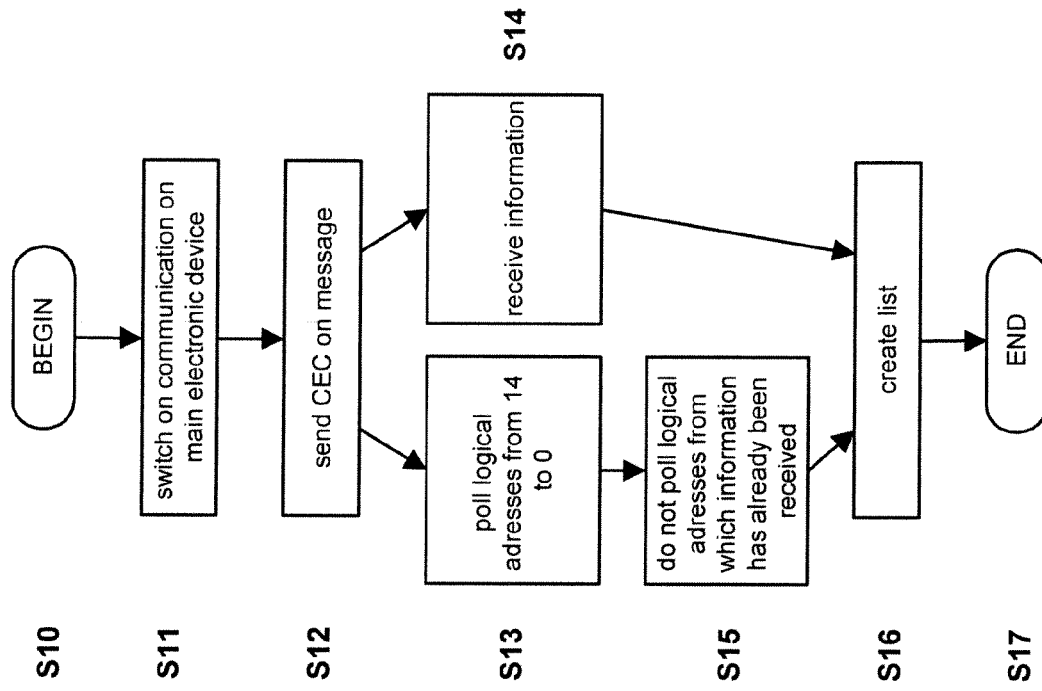 S10
BEGIN
S11
switch on communication on
main electronic device
S12
send CEC on message
S13
poll logical
adresses from 14
to 0
receive information
S14
S15
do not poll logical
adresses from
which information
has already been
received
S16
create list
S17
END